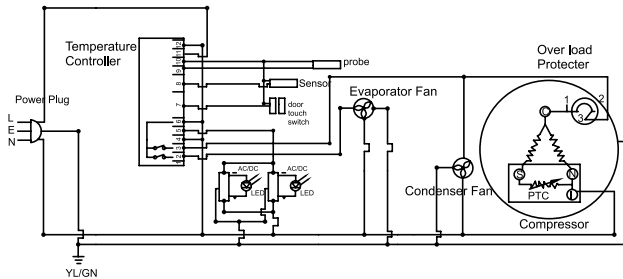 Temperature
Controller
12
11
10
9
8
7
6
5
4
3
2
probe
Sensor
door
touch
switch
Evaporator Fan
Over load
Protecter
1
2
3
C
Power Plug
L
E
N
AC/DC
LED
AC/DC
LED
Condenser Fan
S
N
PTC
Compressor
YL/GN